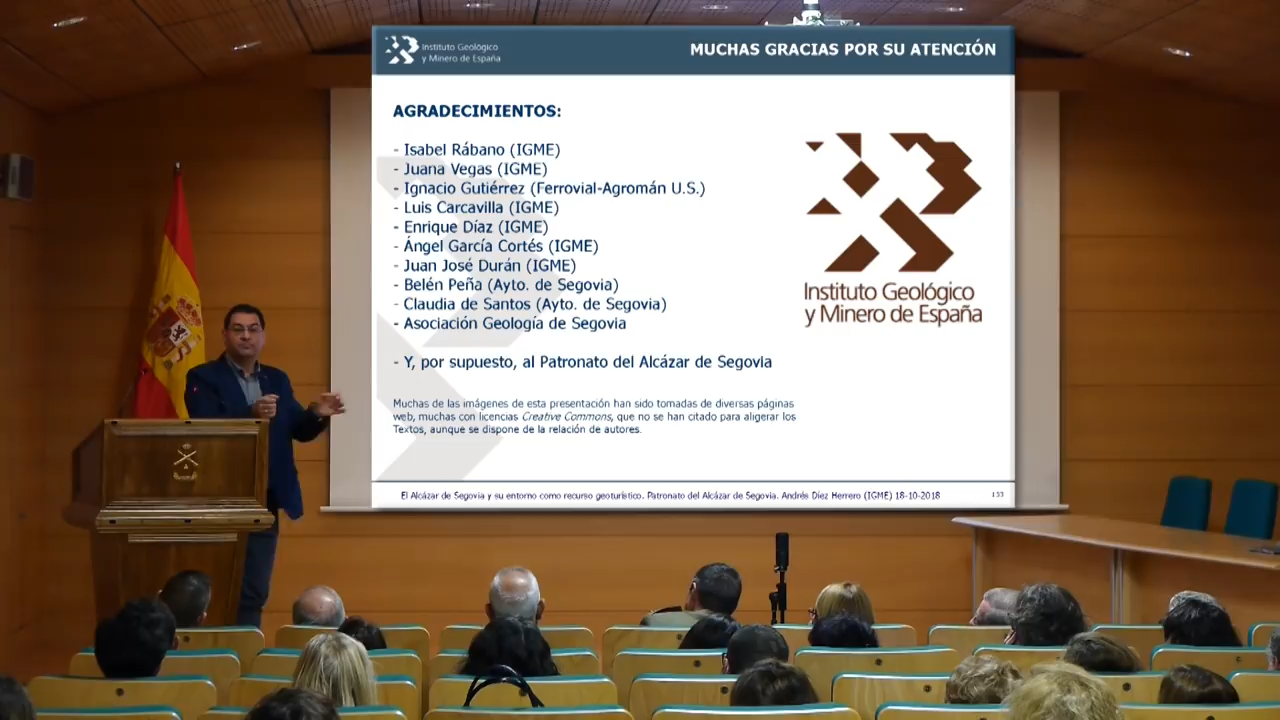 Instituto Geológico
y Minero de España
MUCHAS GRACIAS POR SU ATENCIÓN
AGRADECIMIENTOS:
- Isabel Rábano (IGME)
- Juana Vegas (IGME)
- Ignacio Gutiérrez (Ferrovial-Agromán U.S.)
- Luis Carcavilla (IGME)
- Enrique Díaz (IGME)
- Ángel García Cortés (IGME)
- Juan José Durán (IGME)
- Belén Peña (Ayto. de Segovia)
- Claudia de Santos (Ayto. de Segovia)
- Asociación Geología de Segovia
- Y, por supuesto, al Patronato del Alcázar de Segovia
Muchas de las imágenes de esta presentación han sido tomadas de diversas páginas
web, muchas con licencias Creative Commons, que no se han citado para aligerar los
Textos, aunque se dispone de la relación de autores.
Instituto Geológico
y Minero de España
El Alcázar de Segovia y su entorno como recurso geoturístico. Patronato del Alcázar de Segovia. Andrés Díez Herrero (IGME) 18-10-2018